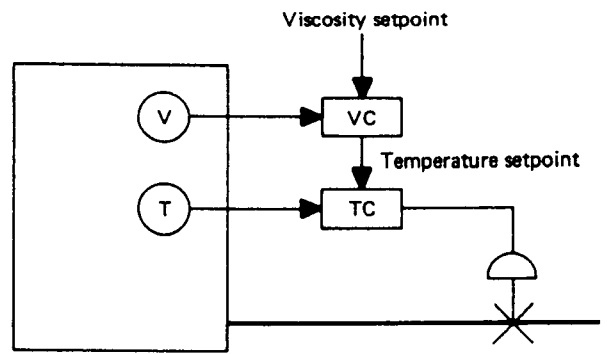 Viscosity setpoint
V
VC
Temperature setpoint
T
TC